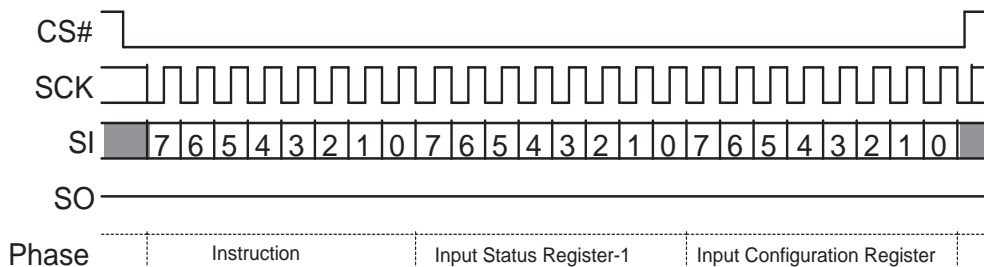 CS#
SCK
SI 7 6 5 4 3 2 1 0 7 6 5 4 3 2 1 0 7 6 5 4 3 2 1 0
SO
Phase Instruction Input Status Register-1 Input Configuration Register